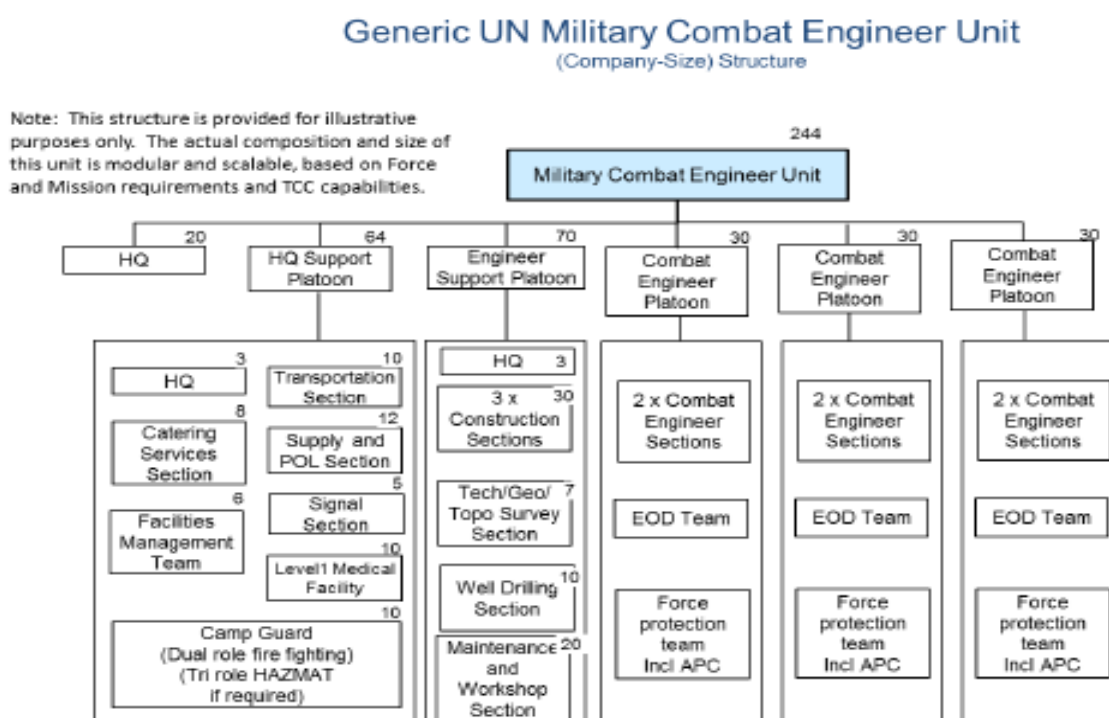 Generic UN Military Combat Engineer Unit
(Company-Size) Structure
Note: This structure is provided for illustrative
purposes only. The actual composition and size of
this unit is modular and scalable, based on Force
and Mission requirements and TCC capabilities.
244
Military Combat Engineer Unit
20
HQ
64
HQ Support
Platoon
70
Engineer
Support Platoon
30
Combat
Engineer
Platoon
30
Combat
Engineer
Platoon
30
Combat
Engineer
Platoon
3
HQ
8
Catering
Services
Section
6
Facilities
Management
Team
10
Transportation
Section
12
Supply and
POL Section
5
Signal
Section
10
Level1 Medical
Facility
10
Camp Guard
(Dual role fire fighting)
(Tri role HAZMAT
if required)
HQ 3
3 x 30
Construction
Sections
Tech/Geo/ 7
Topo Survey
Section
Well Drilling 10
Section
Maintenance 20
and
Workshop
Section
2 x Combat
Engineer
Sections
EOD Team
Force
protection
team
Incl APC
2 x Combat
Engineer
Sections
EOD Team
Force
protection
team
Incl APC
2 x Combat
Engineer
Sections
EOD Team
Force
protection
team
Incl APC